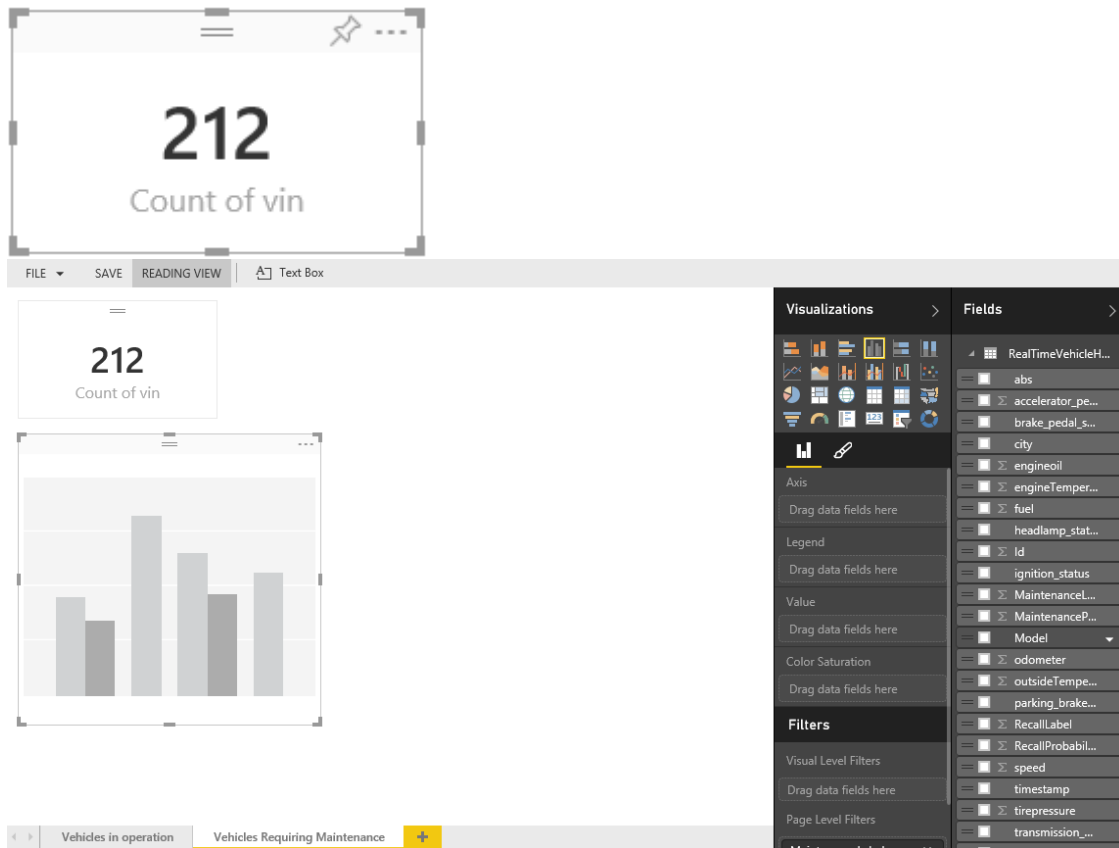 212
Count of vin
FILE SAVE READING VIEW Text Box
212
Count of vin
Visualizations
123
Axis
Drag data fields here
Legend
Drag data fields here
Value
Drag data fields here
Color Saturation
Drag data fields here
Filters
Visual Level Filters
Drag data fields here
Page Level Filters
Fields
RealTimeVehicleH...
abs
Σ accelerator_pe...
brake_pedal_s...
city
Σ engineoil
Σ engineTemper...
Σ fuel
headlamp_stat...
Σ Id
ignition_status
Σ MaintenanceL...
Σ MaintenanceP...
Model
Σ odometer
Σ outsideTempe...
parking_brake...
Σ RecallLabel
Σ RecallProbabil...
Σ speed
timestamp
Σ tirepressure
transmission_...
Vehicles in operation Vehicles Requiring Maintenance +